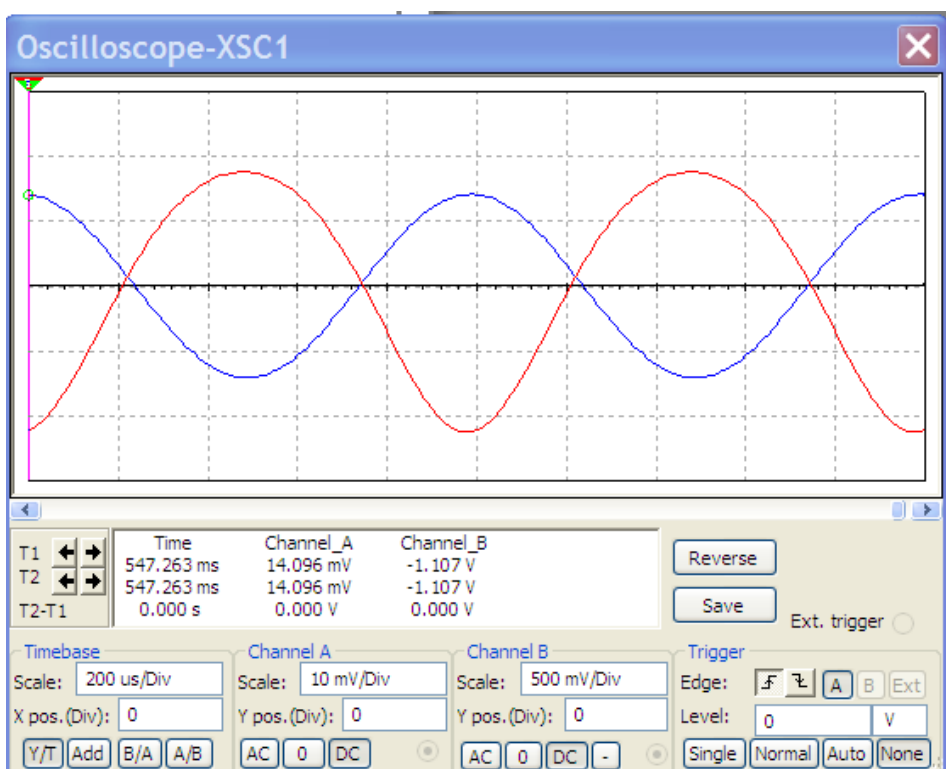 Oscilloscope-XSC1
Time Channel_A Channel_B
T1 547.263 ms 14.096 mV -1.107 V
T2 547.263 ms 14.096 mV -1.107 V
T2-T1 0.000 s 0.000 V 0.000 V
Reverse
Save
Ext. trigger
Timebase Channel A Channel B Trigger
Scale: 200 us/Div Scale: 10 mV/Div Scale: 500 mV/Div Edge: A B Ext
X pos.(Div): 0 Y pos.(Div): 0 Y pos.(Div): 0 Level: 0 V
Y/T Add B/A A/B AC 0 DC AC 0 DC - Single Normal Auto None